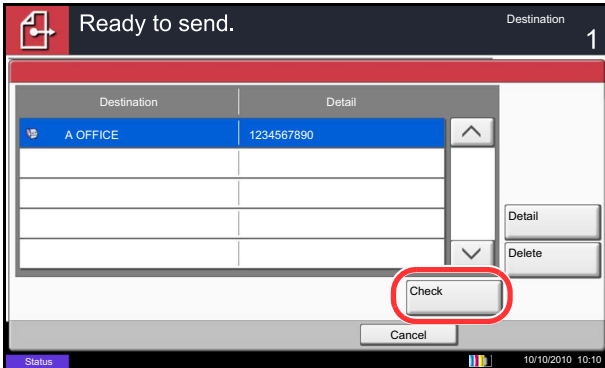 Ready to send.
Destination
1
Destination Detail
A OFFICE 1234567890
Detail
Delete
Check
Cancel
Status 10/10/2010 10:10